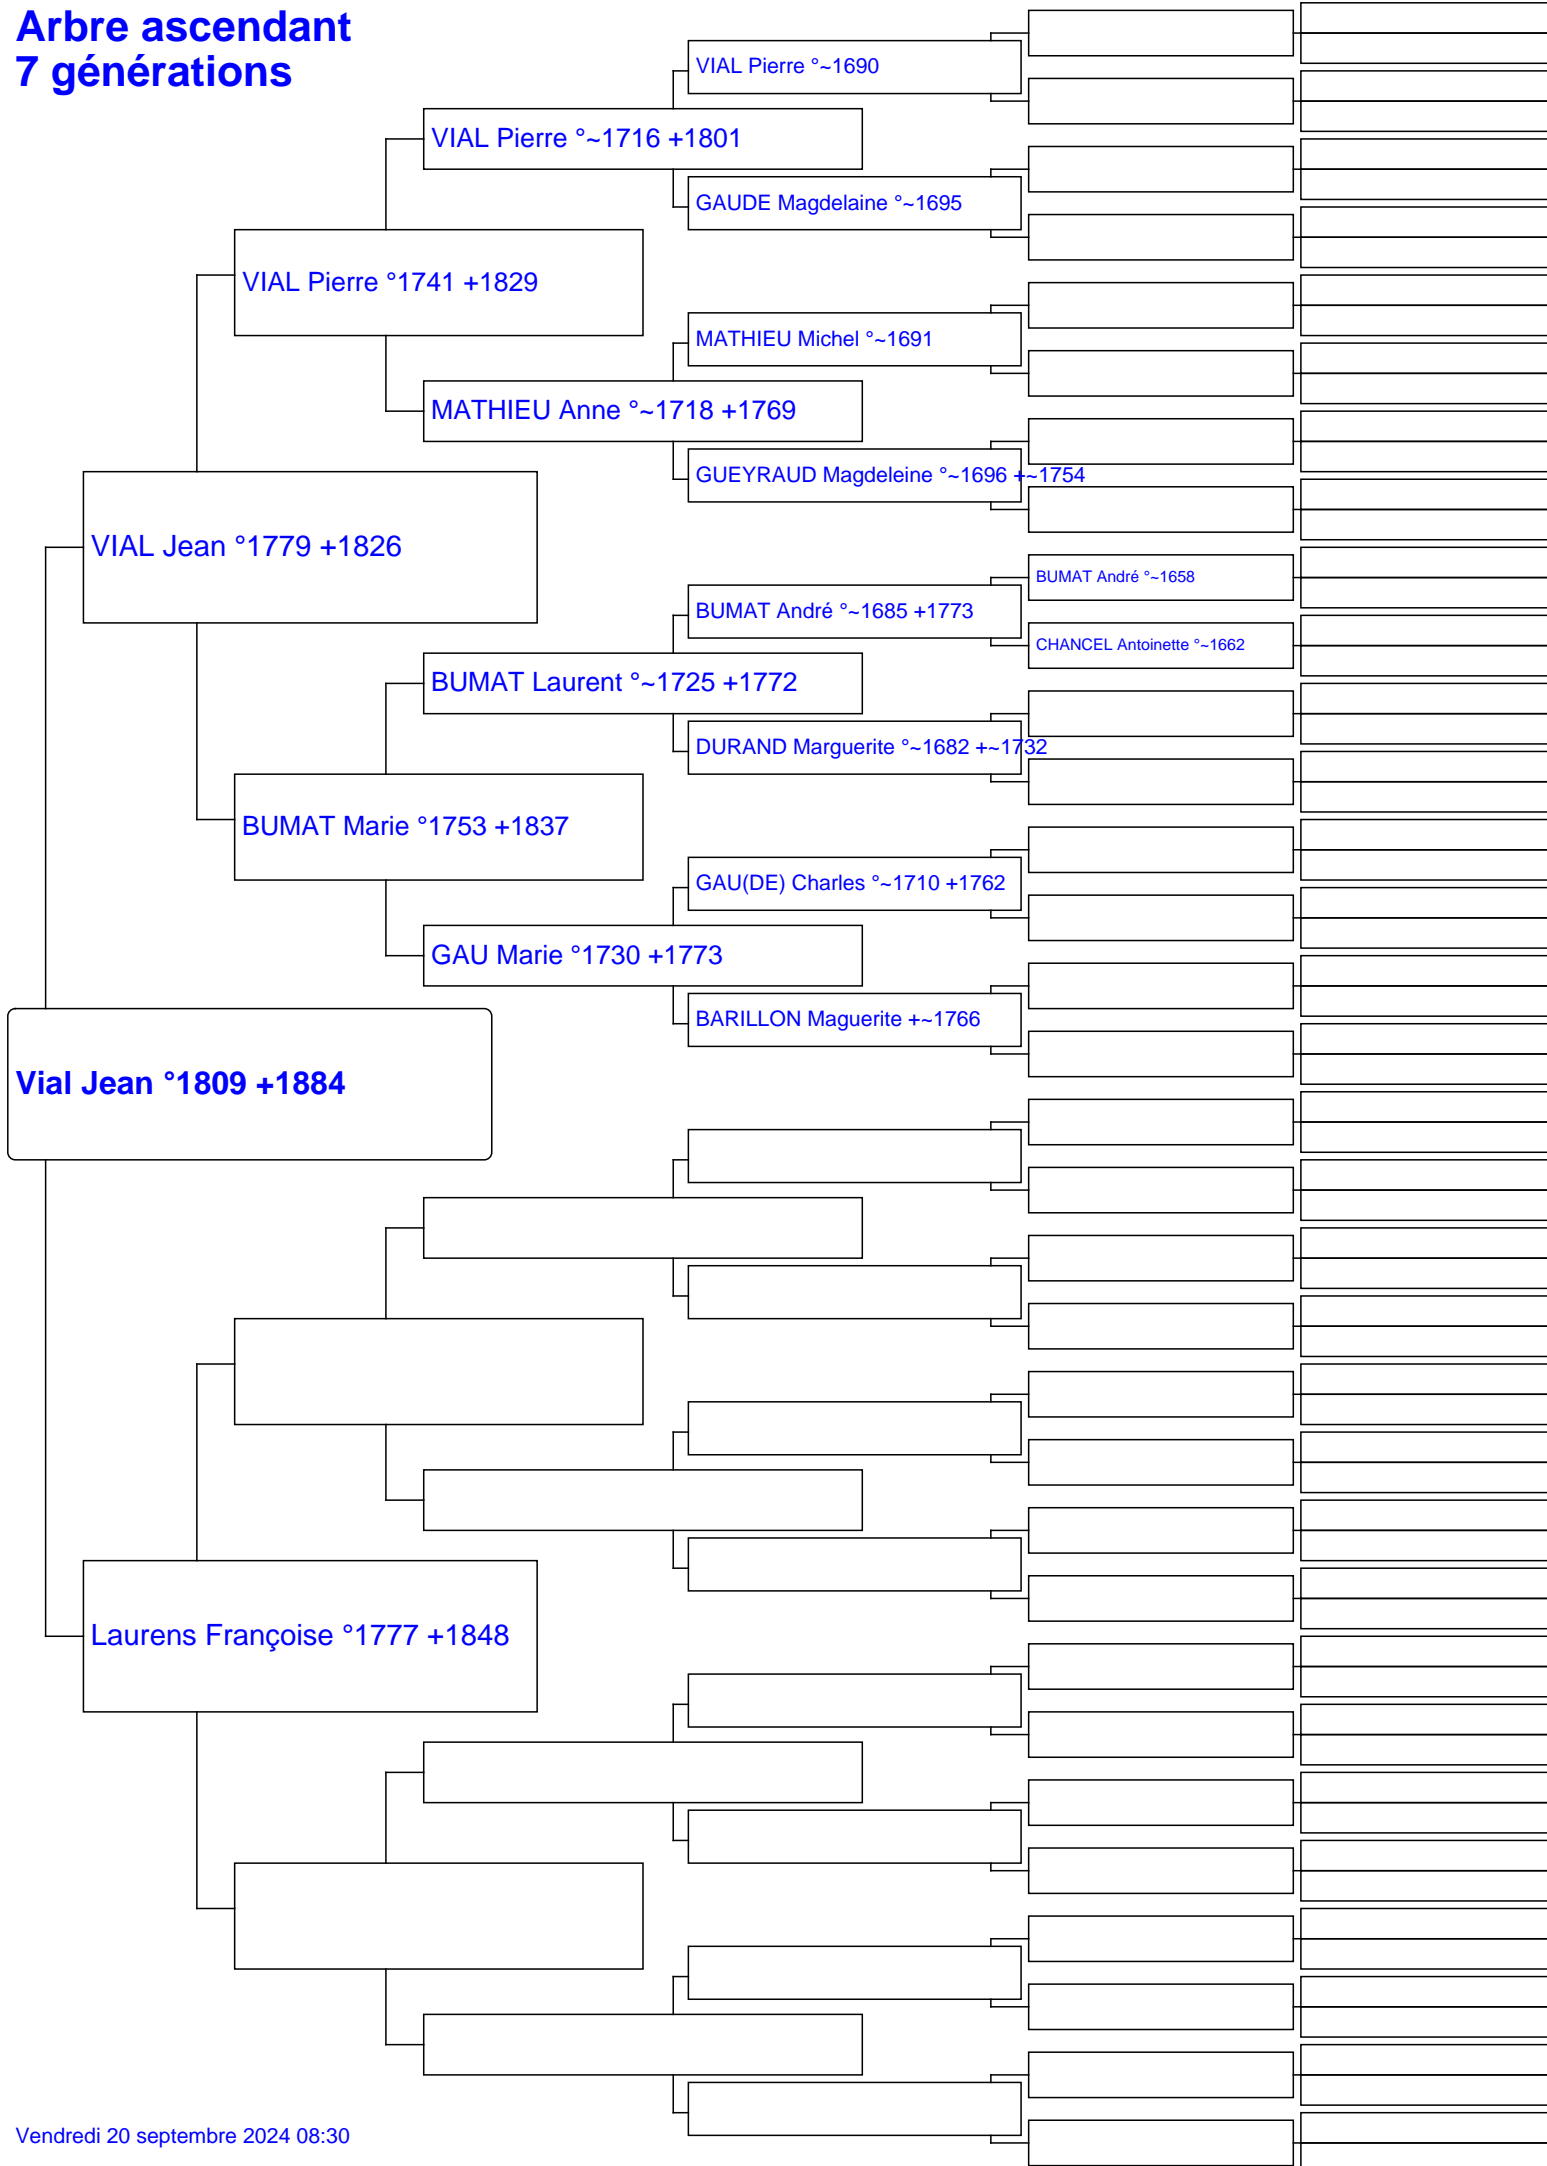 Arbre ascendant
7 générations
VIAL Pierre °~1690
VIAL Pierre °~1716 +1801
GAUDE Magdelaine °~1695
VIAL Pierre °1741 +1829
MATHIEU Michel °~1691
MATHIEU Anne °~1718 +1769
GUEYRAUD Magdeleine °~1696 +~1754
VIAL Jean °1779 +1826
BUMAT André °~1658
BUMAT André °~1685 +1773
CHANCEL Antoinette °~1662
BUMAT Laurent °~1725 +1772
DURAND Marguerite °~1682 +~1732
BUMAT Marie °1753 +1837
GAU(DE) Charles °~1710 +1762
GAU Marie °1730 +1773
BARILLON Maguerite +~1766
Vial Jean °1809 +1884
Laurens Françoise °1777 +1848
Vendredi 20 septembre 2024 08:30